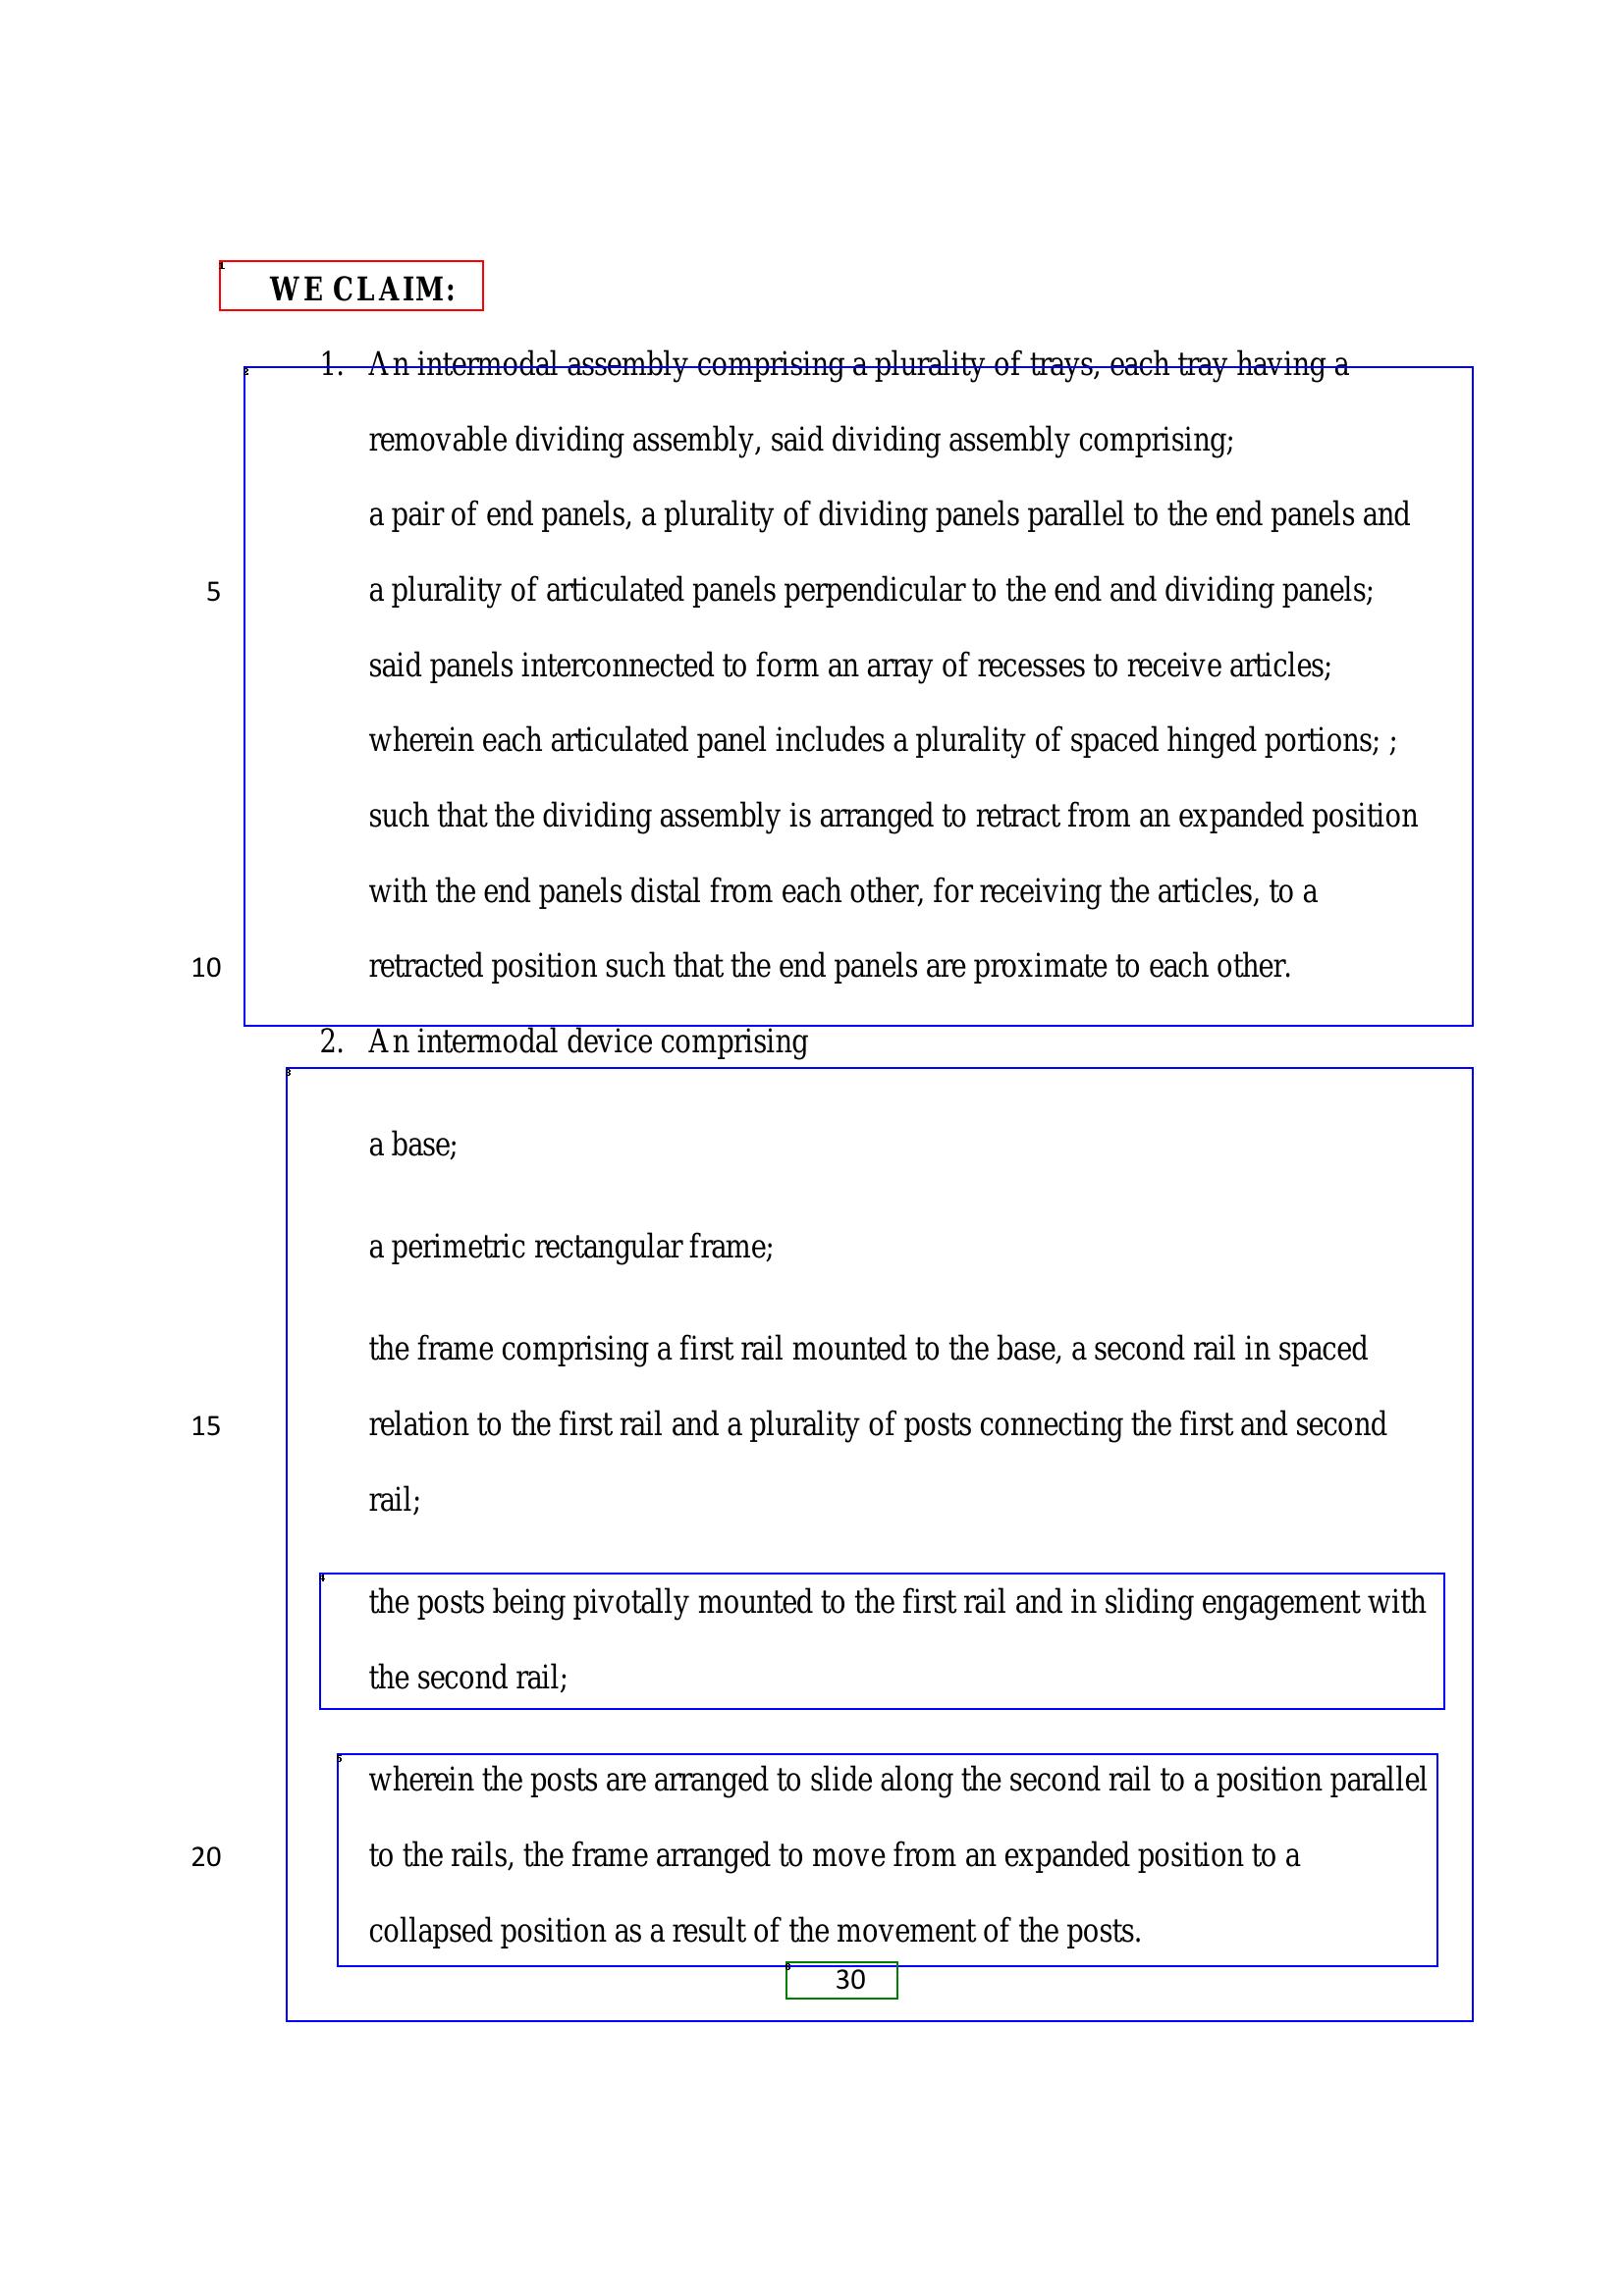 WE CLAIM:
1. An intermodal assembly comprising a plurality of trays, each tray having a
removable dividing assembly, said dividing assembly comprising;
a pair of end panels, a plurality of dividing panels parallel to the end panels and
5 a plurality of articulated panels perpendicular to the end and dividing panels;
said panels interconnected to form an array of recesses to receive articles;
wherein each articulated panel includes a plurality of spaced hinged portions; ;
such that the dividing assembly is arranged to retract from an expanded position
with the end panels distal from each other, for receiving the articles, to a
10 retracted position such that the end panels are proximate to each other.
2. An intermodal device comprising
a base;
a perimetric rectangular frame;
the frame comprising a first rail mounted to the base, a second rail in spaced
15 relation to the first rail and a plurality of posts connecting the first and second
rail;
the posts being pivotally mounted to the first rail and in sliding engagement with
the second rail;
wherein the posts are arranged to slide along the second rail to a position parallel
20 to the rails, the frame arranged to move from an expanded position to a
collapsed position as a result of the movement of the posts.
30